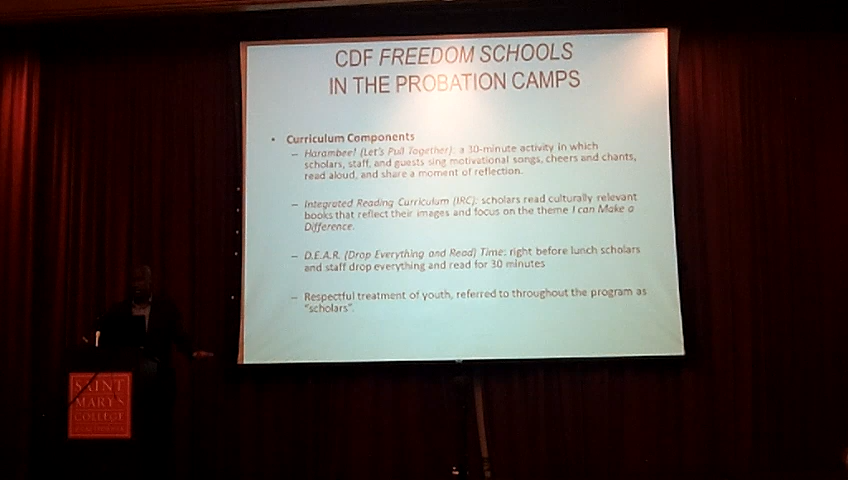 CDF FREEDOM SCHOOLS
IN THE PROBATION CAMPS
• Curriculum Components
– Harambee! (Let's Pull Together): a 30-minute activity in which
scholars, staff, and guests sing motivational songs, cheers and chants,
read aloud, and share a moment of reflection.
– Integrated Reading Curriculum (IRC): scholars read culturally relevant
books that reflect their images and focus on the theme I can Make a
Difference.
– D.E.A.R. (Drop Everything and Read) Time: right before lunch scholars
and staff drop everything and read for 30 minutes
– Respectful treatment of youth, referred to throughout the program as
"scholars".
SAINT
MARY'S
COLLEGE